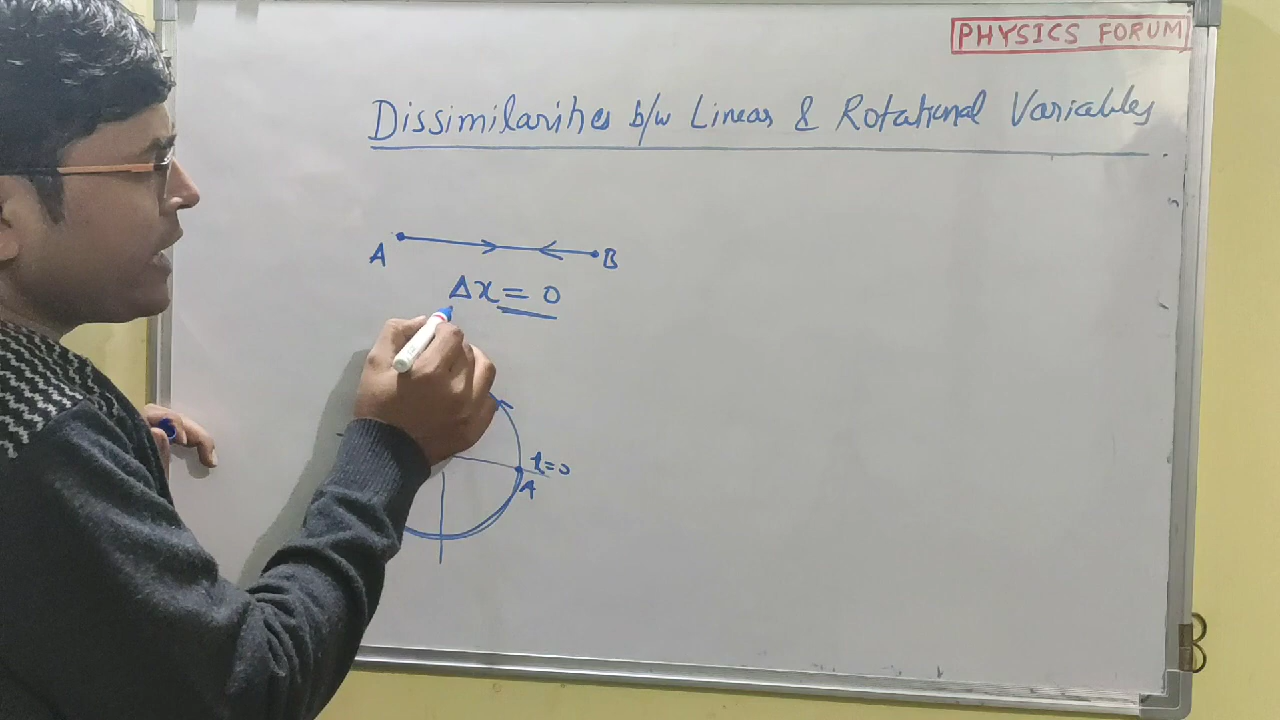 PHYSICS FORUM
Dissimilarities b/w Linear & Rotational Variables
A B
Δx = 0
t=0
A